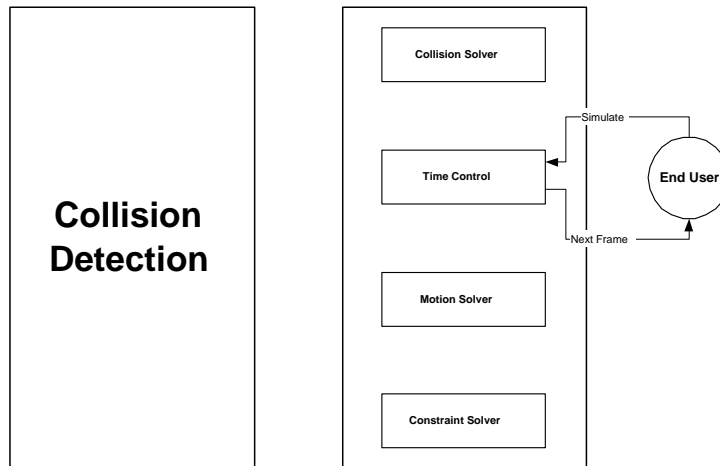 Collision
Detection
Collision Solver
Simulate
Time Control
End User
Next Frame
Motion Solver
Constraint Solver